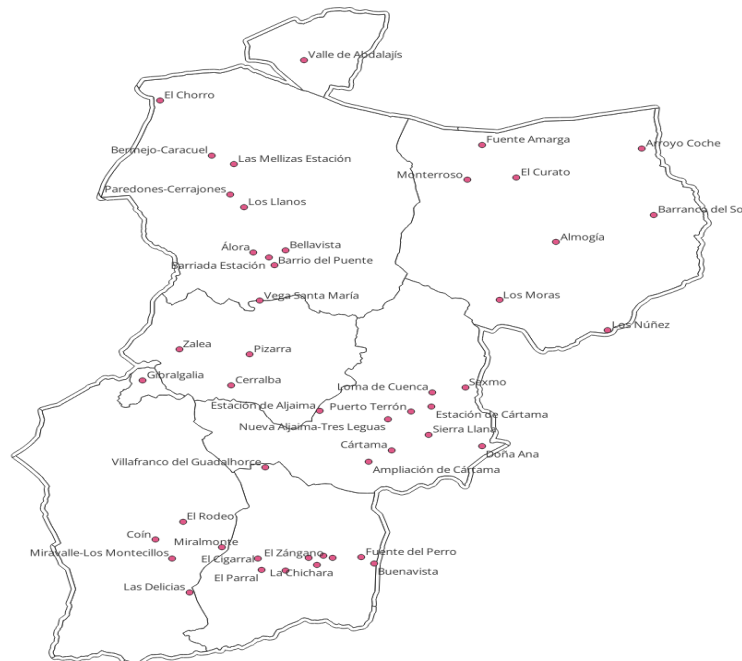 Valle de Abdalajís
El Chorro
Fuente Amarga
Arroyo Coche
Bermejo-Caracuel
Las Mellizas Estación
Monterroso
El Curato
Paredones-Cerrajones
Los Llanos
Barranco del So
Almogía
Álora
Bellavista
Barrio del Puente
Barriada Estación
Vega Santa María
Los Moras
Los Núñez
Zalea
Pizarra
Gibralgalia
Cerralba
Loma de Cuenca
Sexmo
Estación de Aljaima
Puerto Terrón
Estación de Cártama
Nueva Aljaima-Tres Leguas
Sierra Llana
Cártama
Doña Ana
Villafranco del Guadalhorce
Ampliación de Cártama
El Rodeo
Coín
Miralmonte
Miravalle-Los Montecillos
El Cigarral
El Zángano
Fuente del Perro
El Parral
La Chichara
Buenavista
Las Delicias